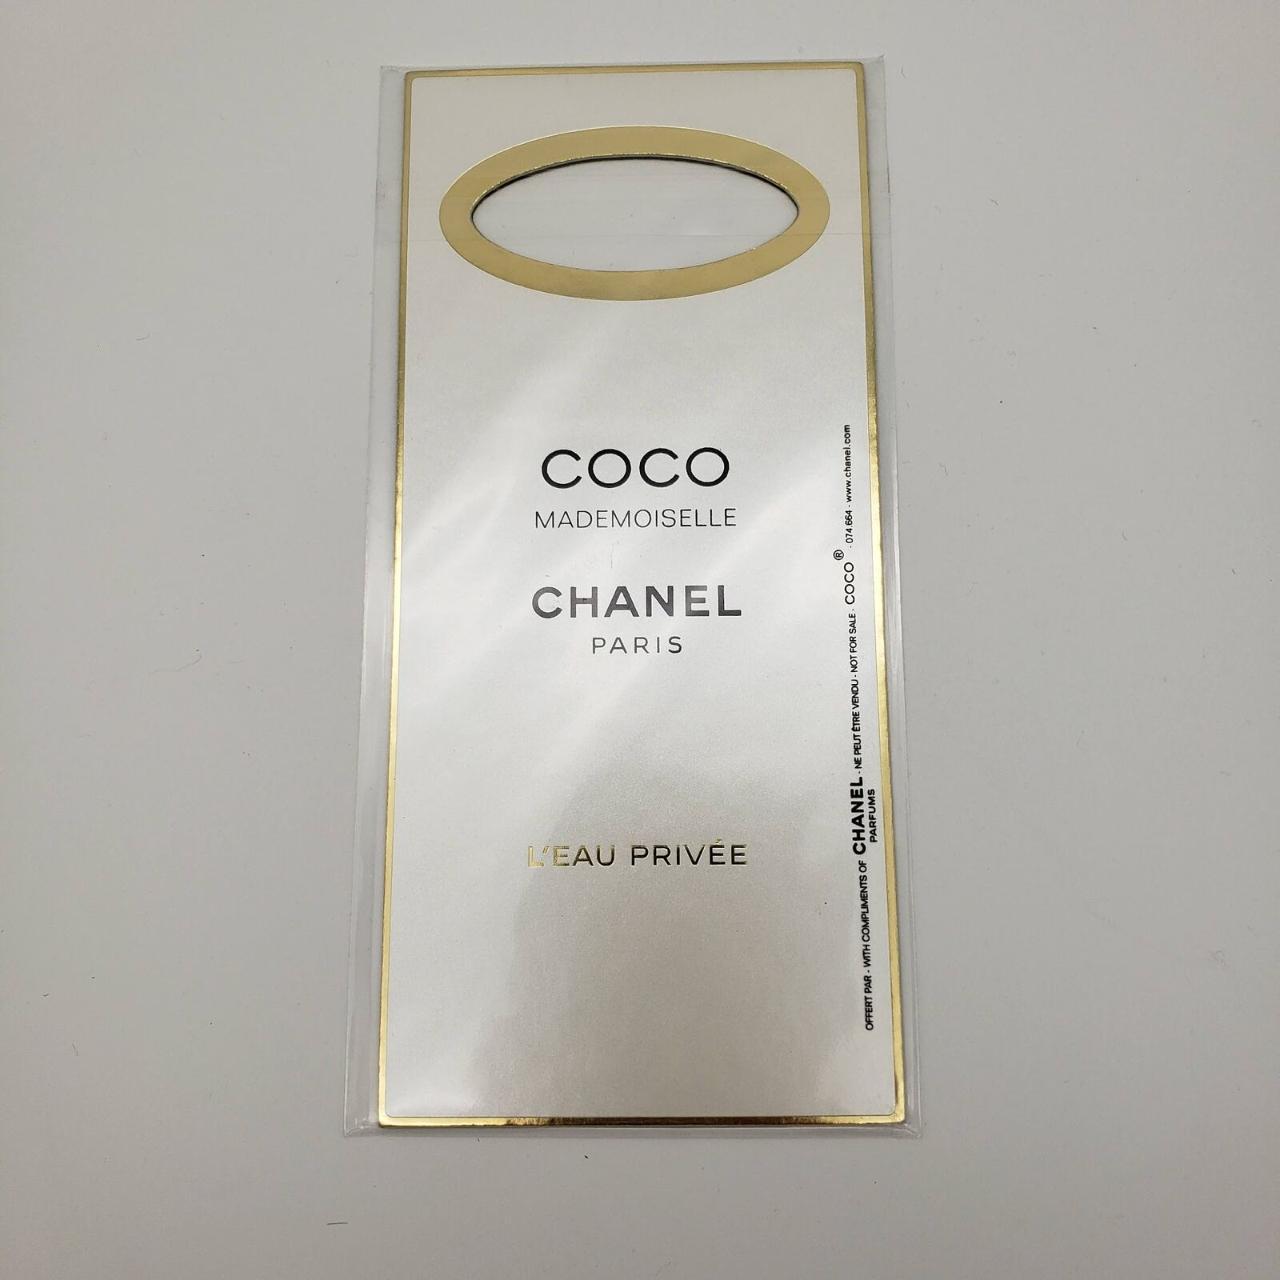 COCO
MADEMOISELLE
CHANEL
PARIS
L'EAU PRIVÉE
OFFERT PAR - WITH COMPLIMENTS OF CHANEL - NE PEUT ÊTRE VENDU - NOT FOR SALE - COCO® - 074.664 - www.chanel.com
PARFUMS